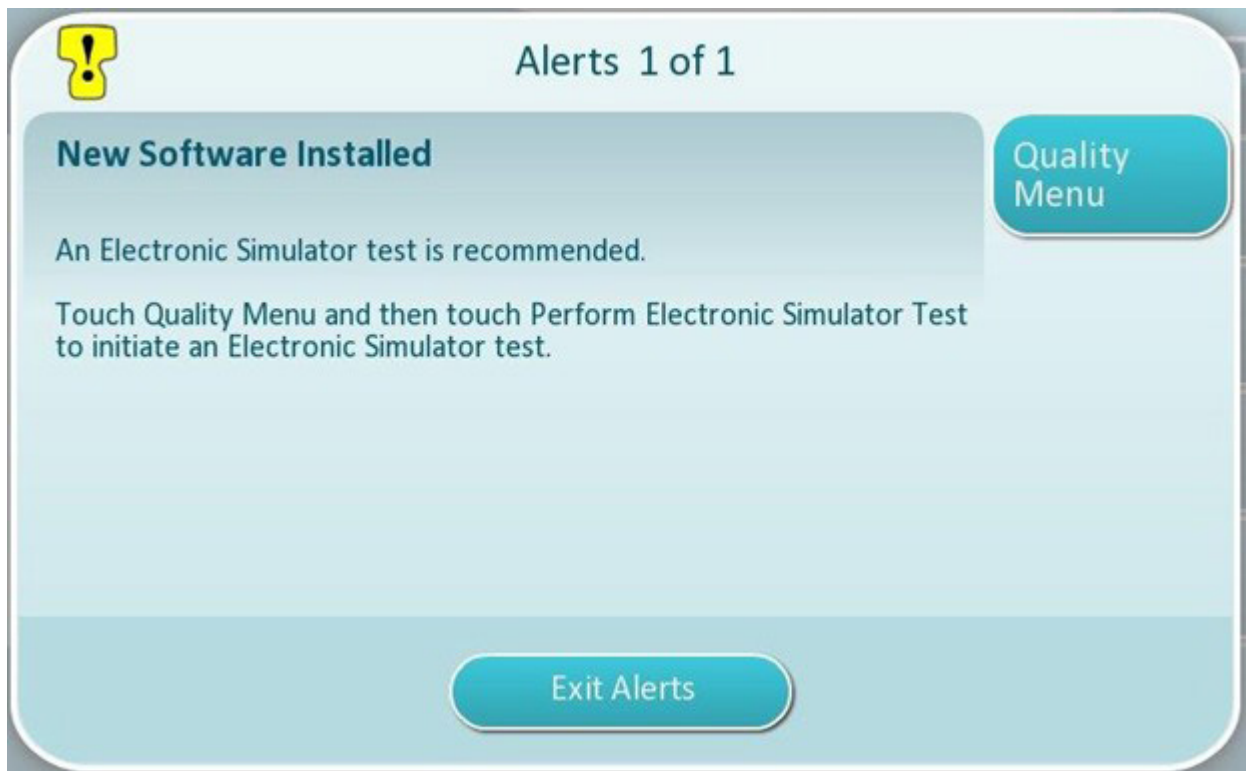 Alerts 1 of 1
New Software Installed
Quality
Menu
An Electronic Simulator test is recommended.
Touch Quality Menu and then touch Perform Electronic Simulator Test
to initiate an Electronic Simulator test.
Exit Alerts